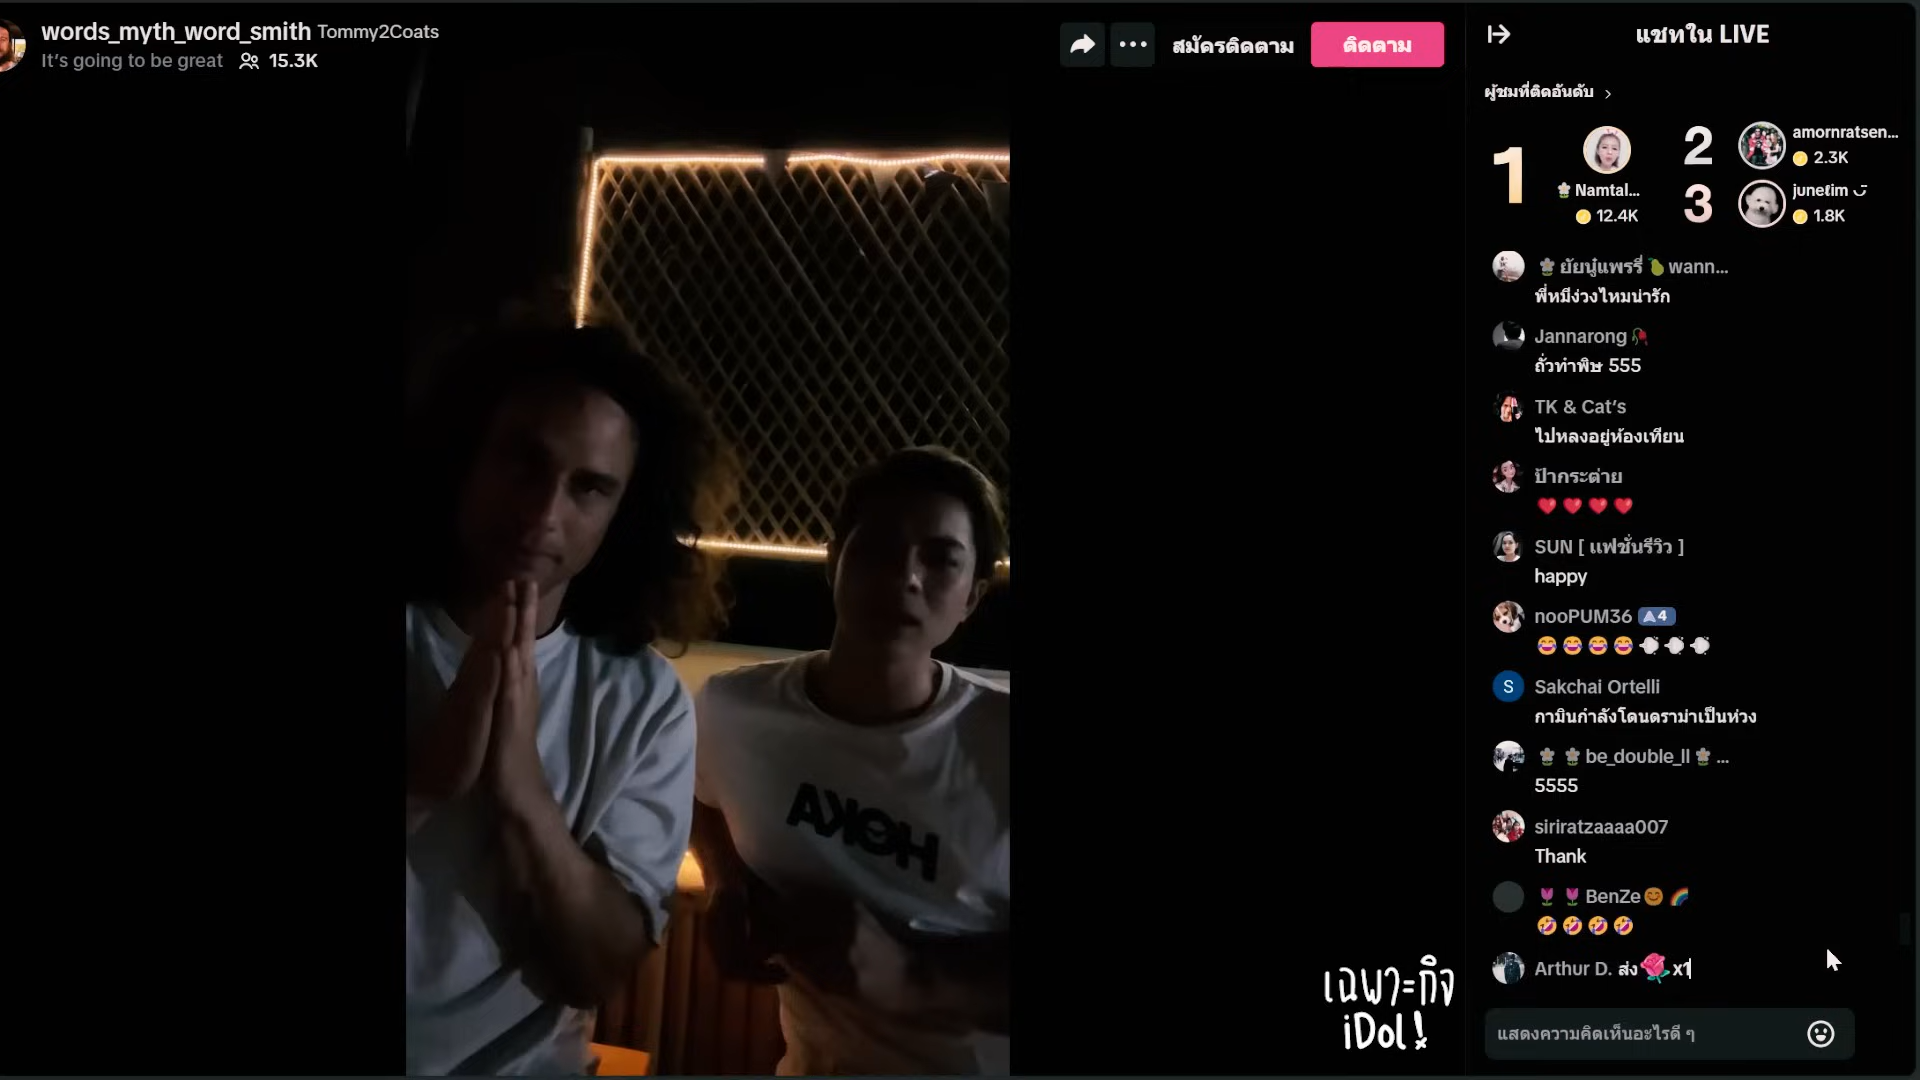 words_myth_word_smith Tommy2Coats
It's going to be great 15.3K
สมัครติดตาม
ติดตาม
แชทใน LIVE
ผู้ชมที่ติดอันดับ >
1
Namtal...
12.4K
2
amornratsen...
2.3K
3
junetim
1.8K
ยัยนู๋แพรรี่ wann...
พี่หมีง่วงไหมน่ารัก
Jannarong
ถั่วทำพิษ 555
TK & Cat's
ไปหลงอยู่ห้องเทียน
ป้ากระต่าย
SUN [ แฟชั่นรีวิว ]
happy
nooPUM36 4
S
Sakchai Ortelli
กามินกำลังโดนดราม่าเป็นห่วง
be_double_ll ...
5555
siriratzaaaa007
Thank
BenZe
Arthur D. ส่ง x1
แสดงความคิดเห็นอะไรดี ๆ
HOKA
เฉพาะกิจ
iDol!